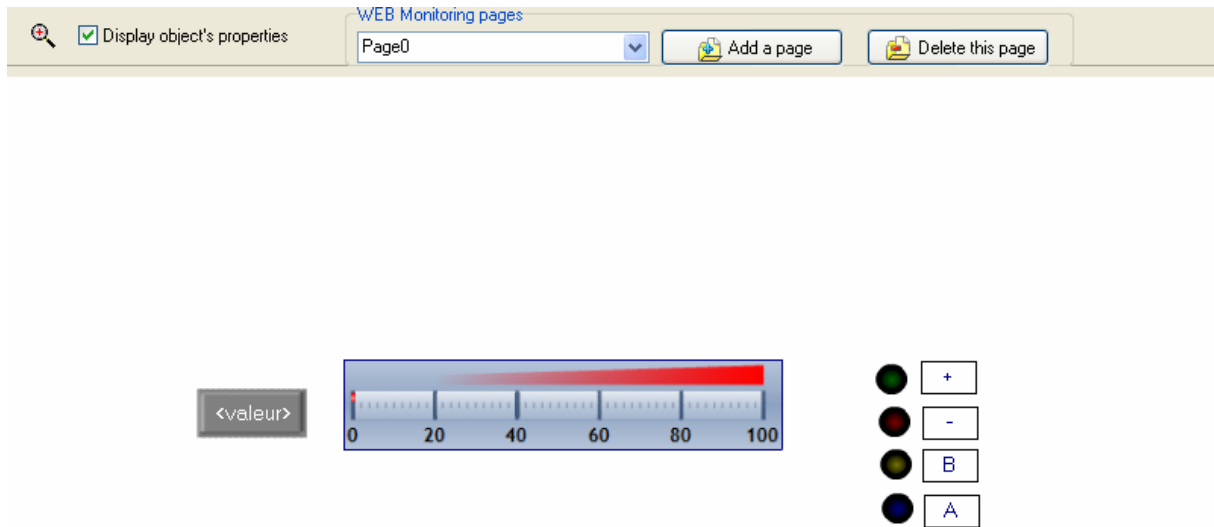 WEB Monitoring pages
Display object's properties
Page0
Add a page
Delete this page
<valeur>
0 20 40 60 80 100
+
-
B
A